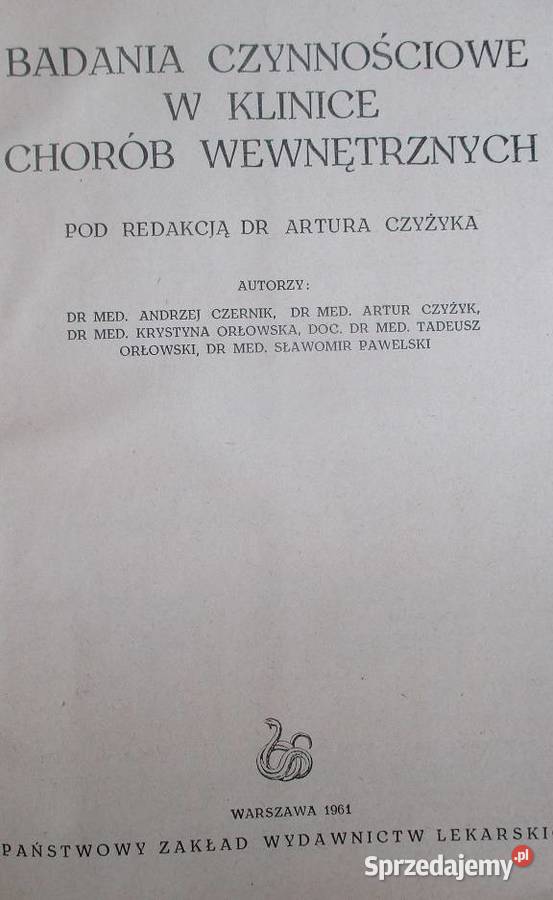 BADANIA CZYNNOŚCIOWE
W KLINICE
CHORÓB WEWNĘTRZNYCH
POD REDAKCJĄ DR ARTURA CZYŻYKA
AUTORZY:
DR MED. ANDRZEJ CZERNIK, DR MED. ARTUR CZYŻYK,
DR MED. KRYSTYNA ORŁOWSKA, DOC. DR MED. TADEUSZ
ORŁOWSKI, DR MED. SŁAWOMIR PAWELSKI
WARSZAWA 1961
PAŃSTWOWY ZAKŁAD WYDAWNICTW LEKARSKI
Sprzedajemy.pl